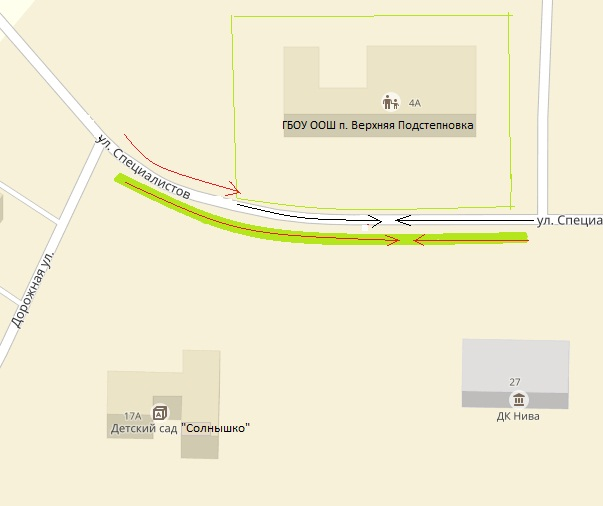 4А
ГБОУ ООШ п. Верхняя Подстепновка
ул. Специалистов
ул. Специа
Дорожная ул.
27
ДК Нива
17А
Детский сад "Солнышко"